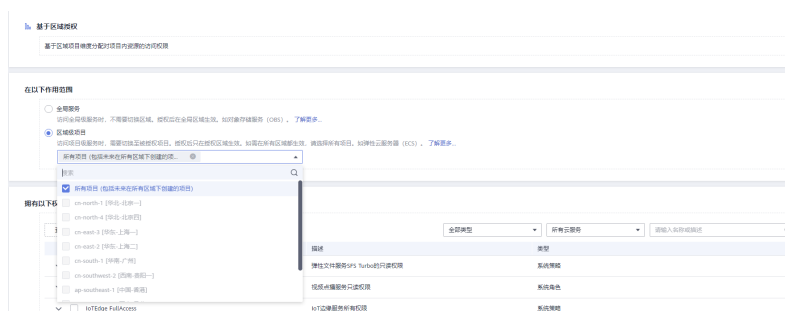 基于区域授权
基于区域项目维度分配对项目内资源的访问权限
在以下作用范围
全局服务
访问全局级服务时，不需要切换区域。授权后在全局区域生效。如对象存储服务（OBS）。 了解更多...
区域级项目
访问项目级服务时，需要切换至被授权项目。授权后只在授权区域生效。如需在所有区域都生效，请选择所有项目。如弹性云服务器（ECS）。 了解更多...
所有项目 (包括未来在所有区域下创建的项...
搜索
所有项目 (包括未来在所有区域下创建的项目)
cn-north-1 [华北-北京一]
cn-north-4 [华北-北京四]
cn-east-3 [华东-上海一]
cn-east-2 [华东-上海二]
cn-south-1 [华南-广州]
cn-southwest-2 [西南-贵阳一]
ap-southeast-1 [中国-香港]
拥有以下权
全部类型 所有云服务 请输入名称或描述
描述 类型
弹性文件服务SFS Turbo的只读权限 系统策略
视频点播服务只读权限 系统角色
IoTEdge FullAccess IoT边缘服务所有权限 系统策略